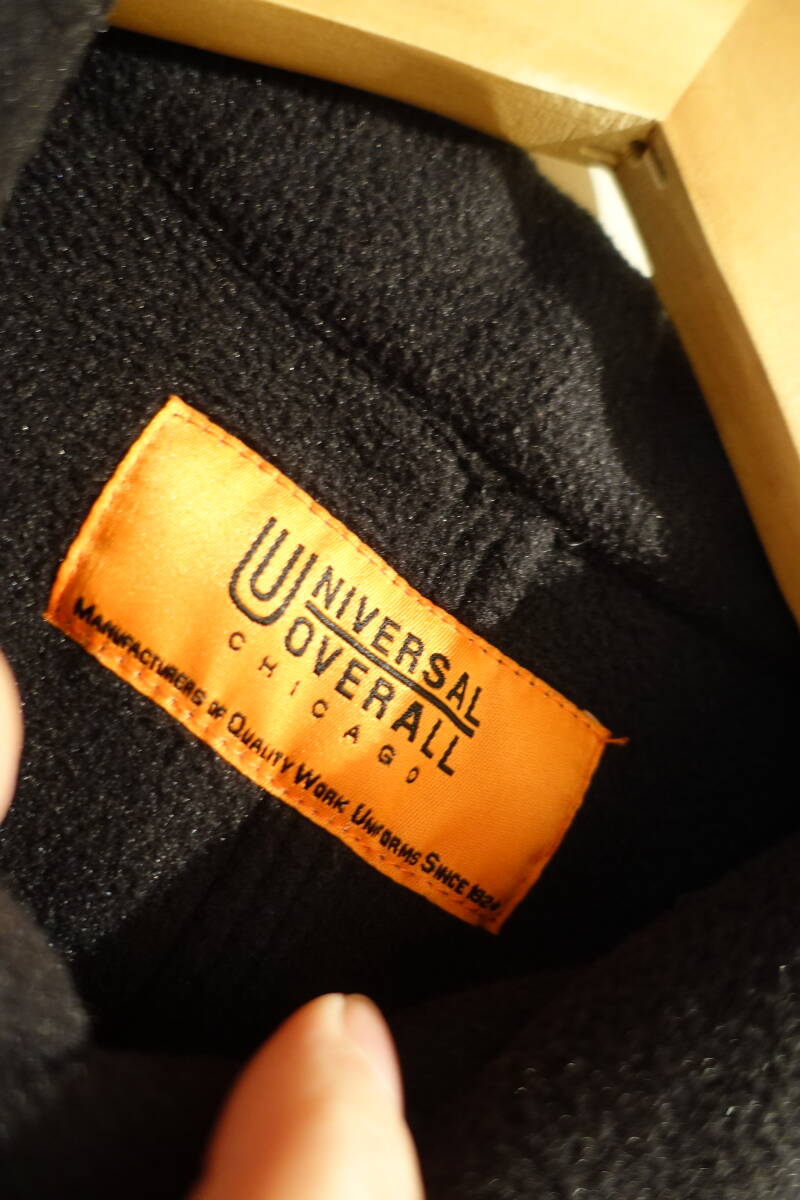 UNIVERSAL
OVERALL
CHICAGO
MANUFACTURERS OF QUALITY WORK UNIFORMS SINCE 1924